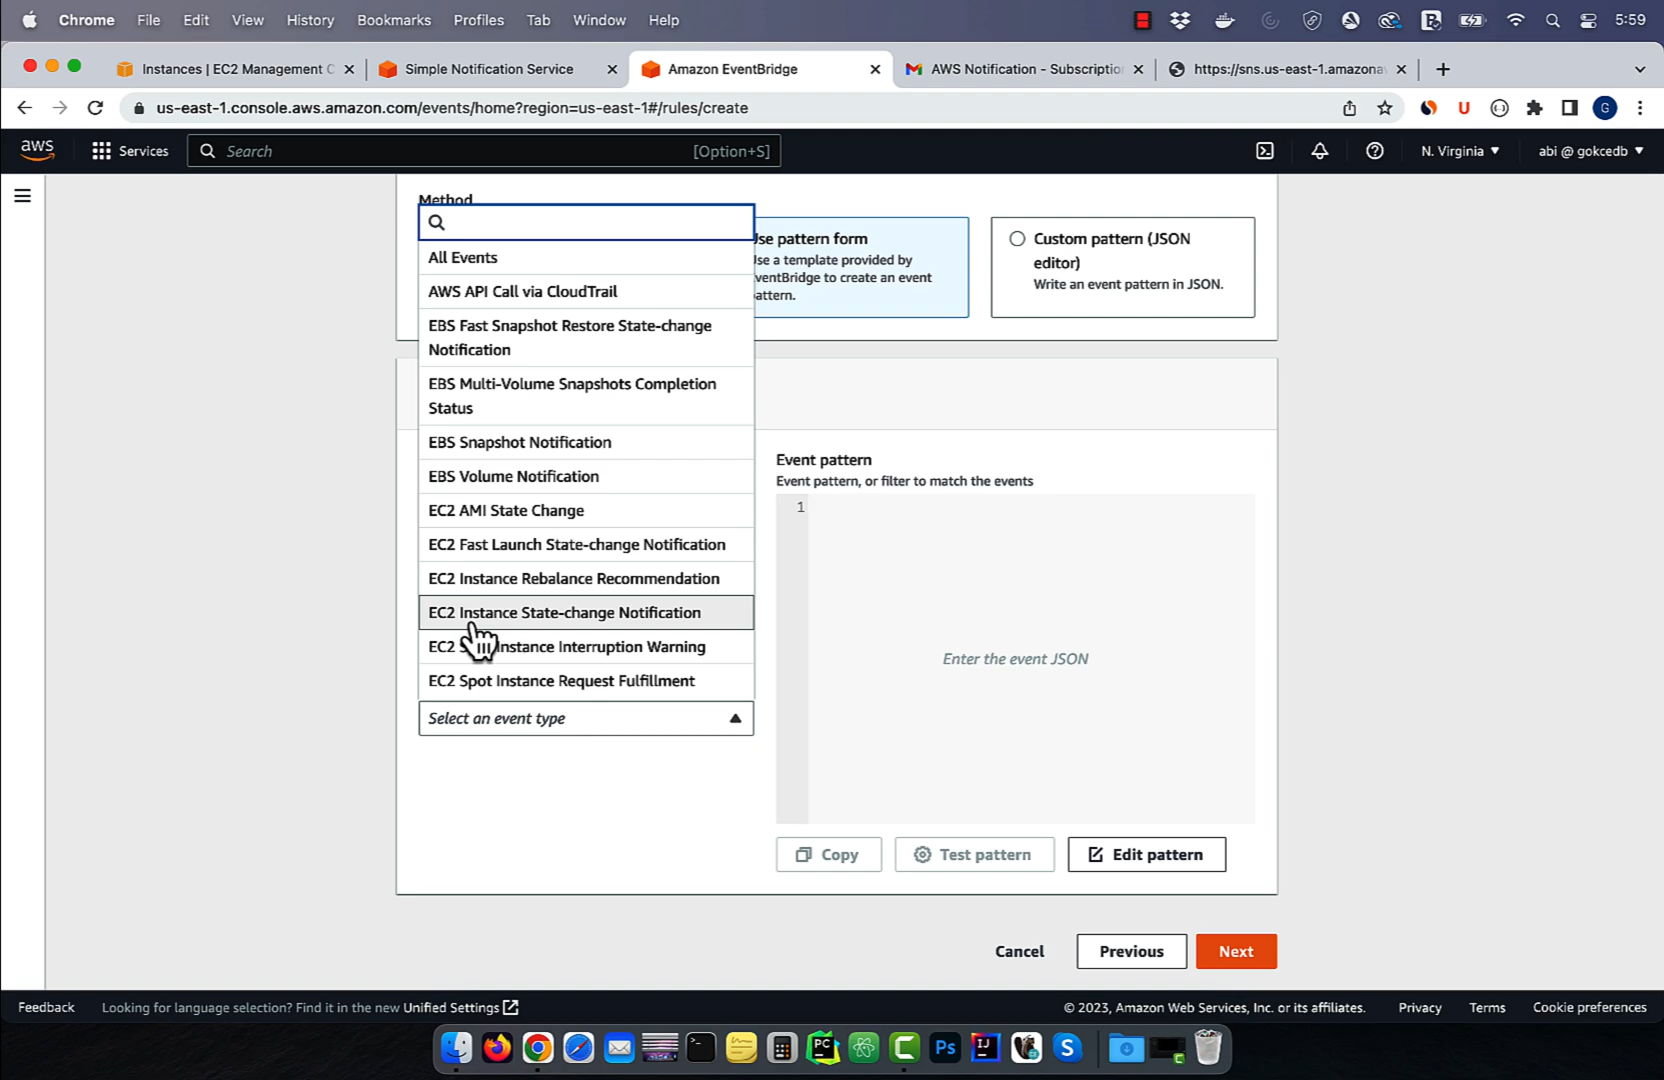 Chrome File Edit View History Bookmarks Profiles Tab Window Help 5:59
Instances | EC2 Management C Simple Notification Service Amazon EventBridge AWS Notification - Subscriptio https://sns.us-east-1.amazona
us-east-1.console.aws.amazon.com/events/home?region=us-east-1#/rules/create
aws Services Search [Option+S] N. Virginia abi @ gokcedb
Method
All Events
AWS API Call via CloudTrail
EBS Fast Snapshot Restore State-change
Notification
EBS Multi-Volume Snapshots Completion
Status
EBS Snapshot Notification
EBS Volume Notification
EC2 AMI State Change
EC2 Fast Launch State-change Notification
EC2 Instance Rebalance Recommendation
EC2 Instance State-change Notification
EC2 Instance Interruption Warning
EC2 Spot Instance Request Fulfillment
Select an event type
Use pattern form
Use a template provided by
EventBridge to create an event
pattern.
Custom pattern (JSON
editor)
Write an event pattern in JSON.
Event pattern
Event pattern, or filter to match the events
1
Enter the event JSON
Copy Test pattern Edit pattern
Cancel Previous Next
Feedback Looking for language selection? Find it in the new Unified Settings © 2023, Amazon Web Services, Inc. or its affiliates. Privacy Terms Cookie preferences
PC Ps IJ